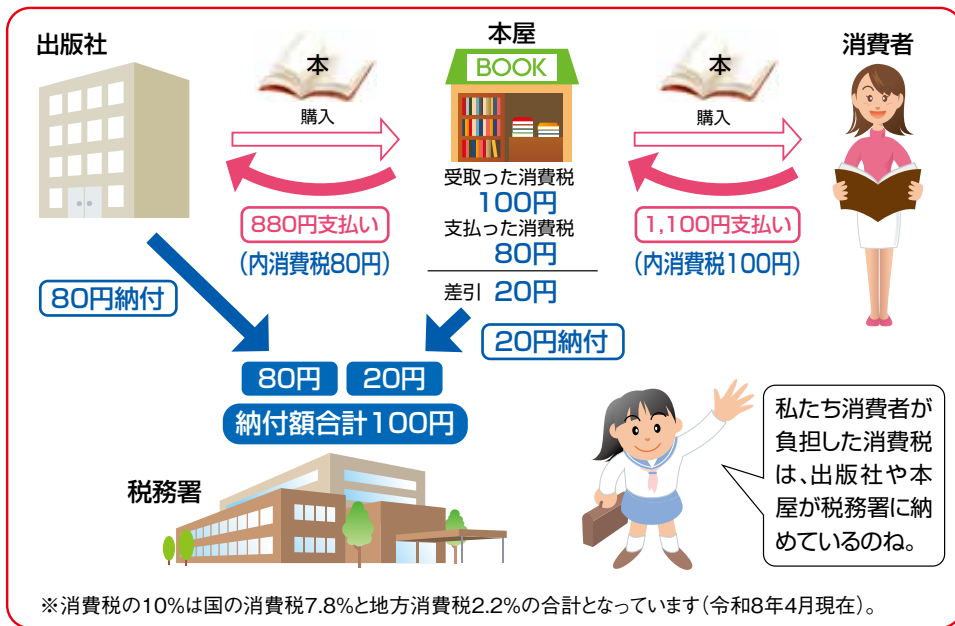 出版社
本屋
消費者
本
BOOK
本
購入
購入
受取った消費税
100円
支払った消費税
80円
差引 20円
880円支払い
(内消費税80円)
1,100円支払い
(内消費税100円)
80円納付
20円納付
80円 20円
納付額合計100円
税務署
私たち消費者が
負担した消費税
は、出版社や本
屋が税務署に納
めているのね。
※消費税の10%は国の消費税7.8%と地方消費税2.2%の合計となっています(令和8年4月現在)。